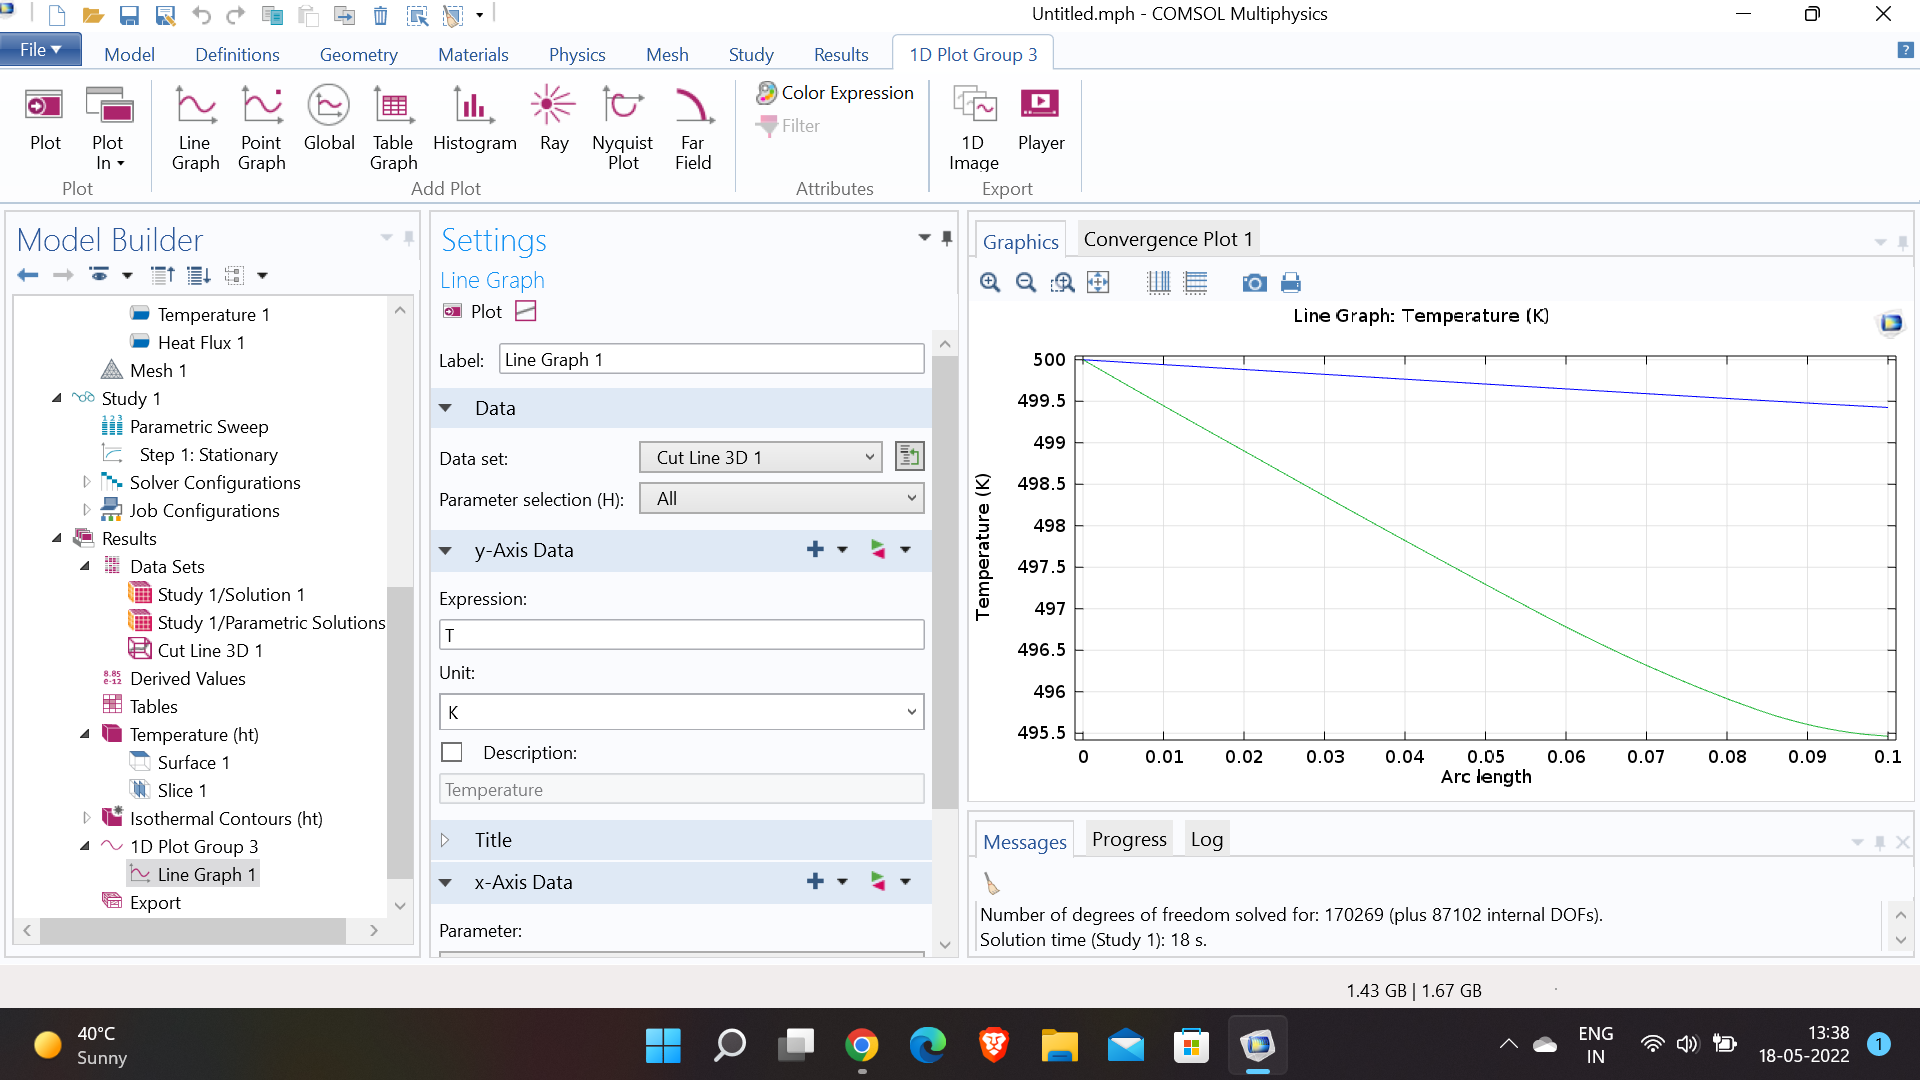 Untitled.mph - COMSOL Multiphysics
File
Model
Definitions
Geometry
Materials
Physics
Mesh
Study
Results
1D Plot Group 3
?
Plot
Plot In
Line Graph
Point Graph
Global
Table Graph
Histogram
Ray
Nyquist Plot
Far Field
Color Expression
Filter
1D Image
Player
Plot
Add Plot
Attributes
Export
Model Builder
Temperature 1
Heat Flux 1
Mesh 1
Study 1
Parametric Sweep
Step 1: Stationary
Solver Configurations
Job Configurations
Results
Data Sets
Study 1/Solution 1
Study 1/Parametric Solutions
Cut Line 3D 1
8.85
e-12
Derived Values
Tables
Temperature (ht)
Surface 1
Slice 1
Isothermal Contours (ht)
1D Plot Group 3
Line Graph 1
Export
Settings
Line Graph
Plot
Label: Line Graph 1
Data
Data set: Cut Line 3D 1
Parameter selection (H): All
y-Axis Data
Expression:
T
Unit:
K
Description:
Temperature
Title
x-Axis Data
Parameter:
Graphics
Convergence Plot 1
Line Graph: Temperature (K)
Temperature (K)
500
499.5
499
498.5
498
497.5
497
496.5
496
495.5
0 0.01 0.02 0.03 0.04 0.05 0.06 0.07 0.08 0.09 0.1
Arc length
Messages
Progress
Log
Number of degrees of freedom solved for: 170269 (plus 87102 internal DOFs).
Solution time (Study 1): 18 s.
1.43 GB | 1.67 GB
40°C
Sunny
ENG
IN
13:38
18-05-2022
1